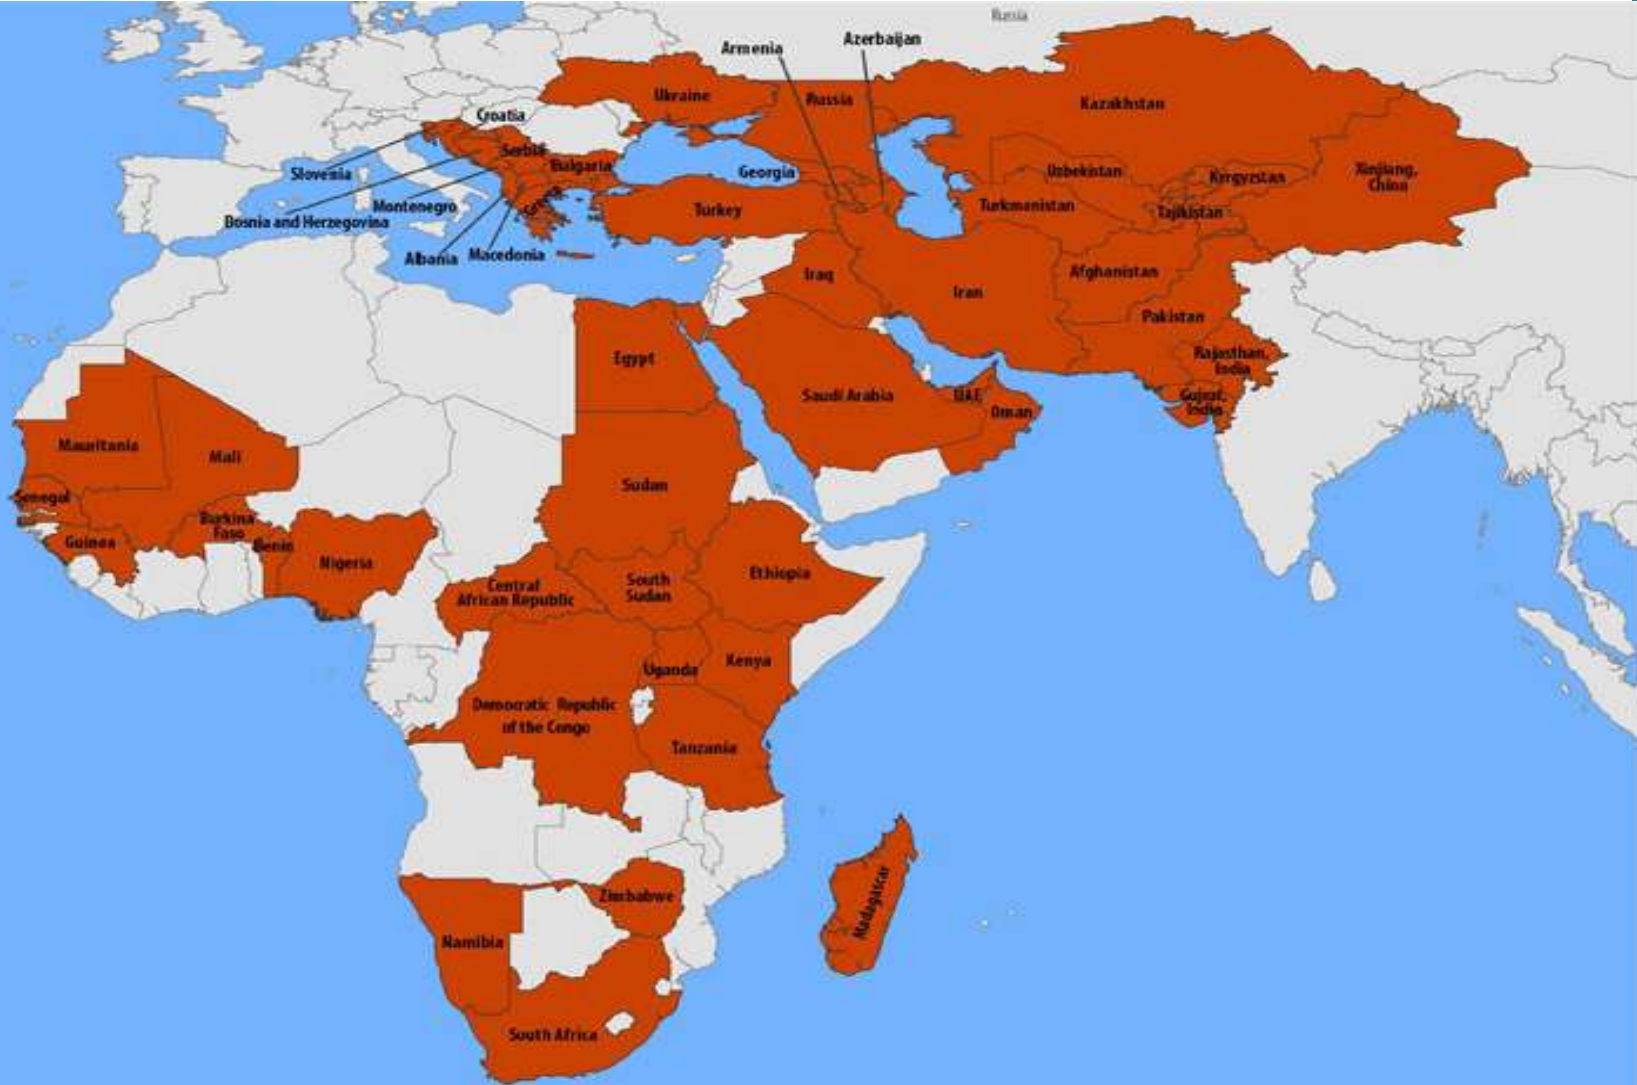 Russia
Azerbaijan
Armenia
Ukraine
Russia
Kazakhstan
Croatia
Serbia
Bulgaria
Slovenia
Georgia
Uzbekistan
Kyrgyzstan
Xinjiang,
China
Montenegro
Greece
Turkey
Turkmenistan
Tajikistan
Bosnia and Herzegovina
Albania
Macedonia
Iraq
Iran
Afghanistan
Pakistan
Egypt
Rajasthan,
India
Saudi Arabia
UAE
Oman
Gujrat,
India
Mauritania
Mali
Senegal
Sudan
Burkina
Faso
Guinea
Benin
Nigeria
Central
African Republic
South
Sudan
Ethiopia
Uganda
Kenya
Democratic Republic
of the Congo
Tanzania
Zimbabwe
Madagascar
Namibia
South Africa